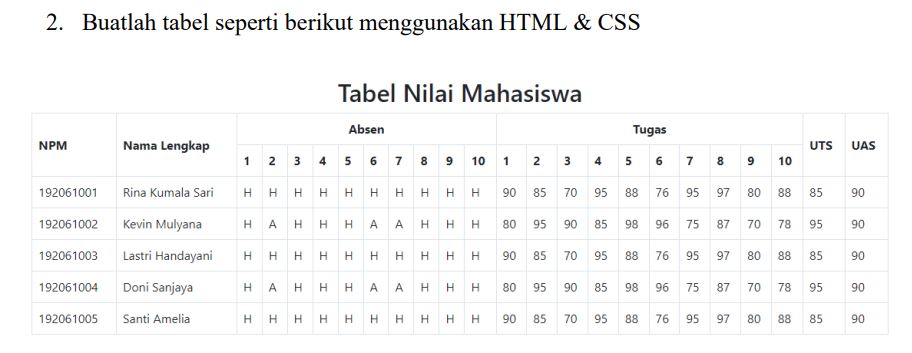 2. Buatlah tabel seperti berikut menggunakan HTML & CSS
Tabel Nilai Mahasiswa
NPM Nama Lengkap Absen Tugas UTS UAS
1 2 3 4 5 6 7 8 9 10 1 2 3 4 5 6 7 8 9 10
192061001 Rina Kumala Sari H H H H H H H H H H 90 85 70 95 88 76 95 97 80 88 85 90
192061002 Kevin Mulyana H A H H H A A H H H 80 95 90 85 98 96 75 87 70 78 95 90
192061003 Lastri Handayani H H H H H H H H H H 90 85 70 95 88 76 95 97 80 88 85 90
192061004 Doni Sanjaya H A H H H A A H H H 80 95 90 85 98 96 75 87 70 78 95 90
192061005 Santi Amelia H H H H H H H H H H 90 85 70 95 88 76 95 97 80 88 85 90